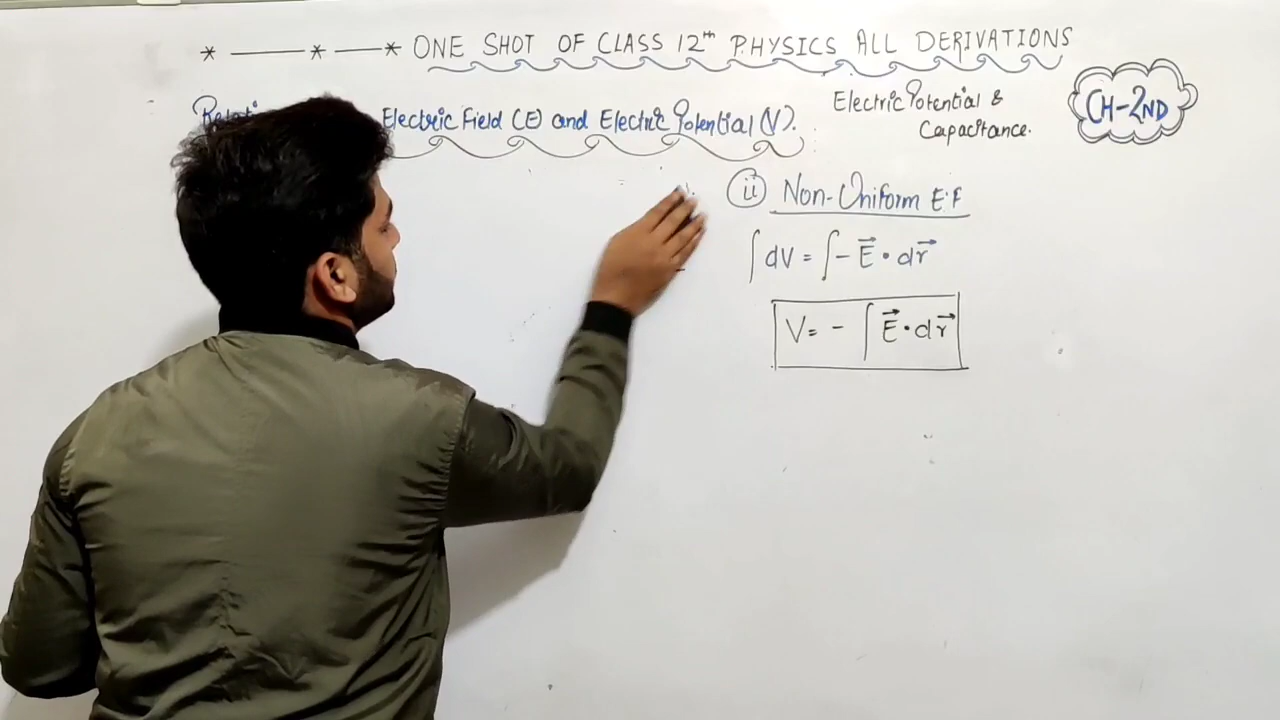 * —— * —— * ONE SHOT OF CLASS 12th PHYSICS ALL DERIVATIONS
Electric Field (E) and Electric Potential (V).
Electric Potential &
Capacitance.
CH-2ND
ii Non-Uniform E.F
∫dV = ∫- E⃗ • dr⃗
V = - ∫ E⃗ • dr⃗